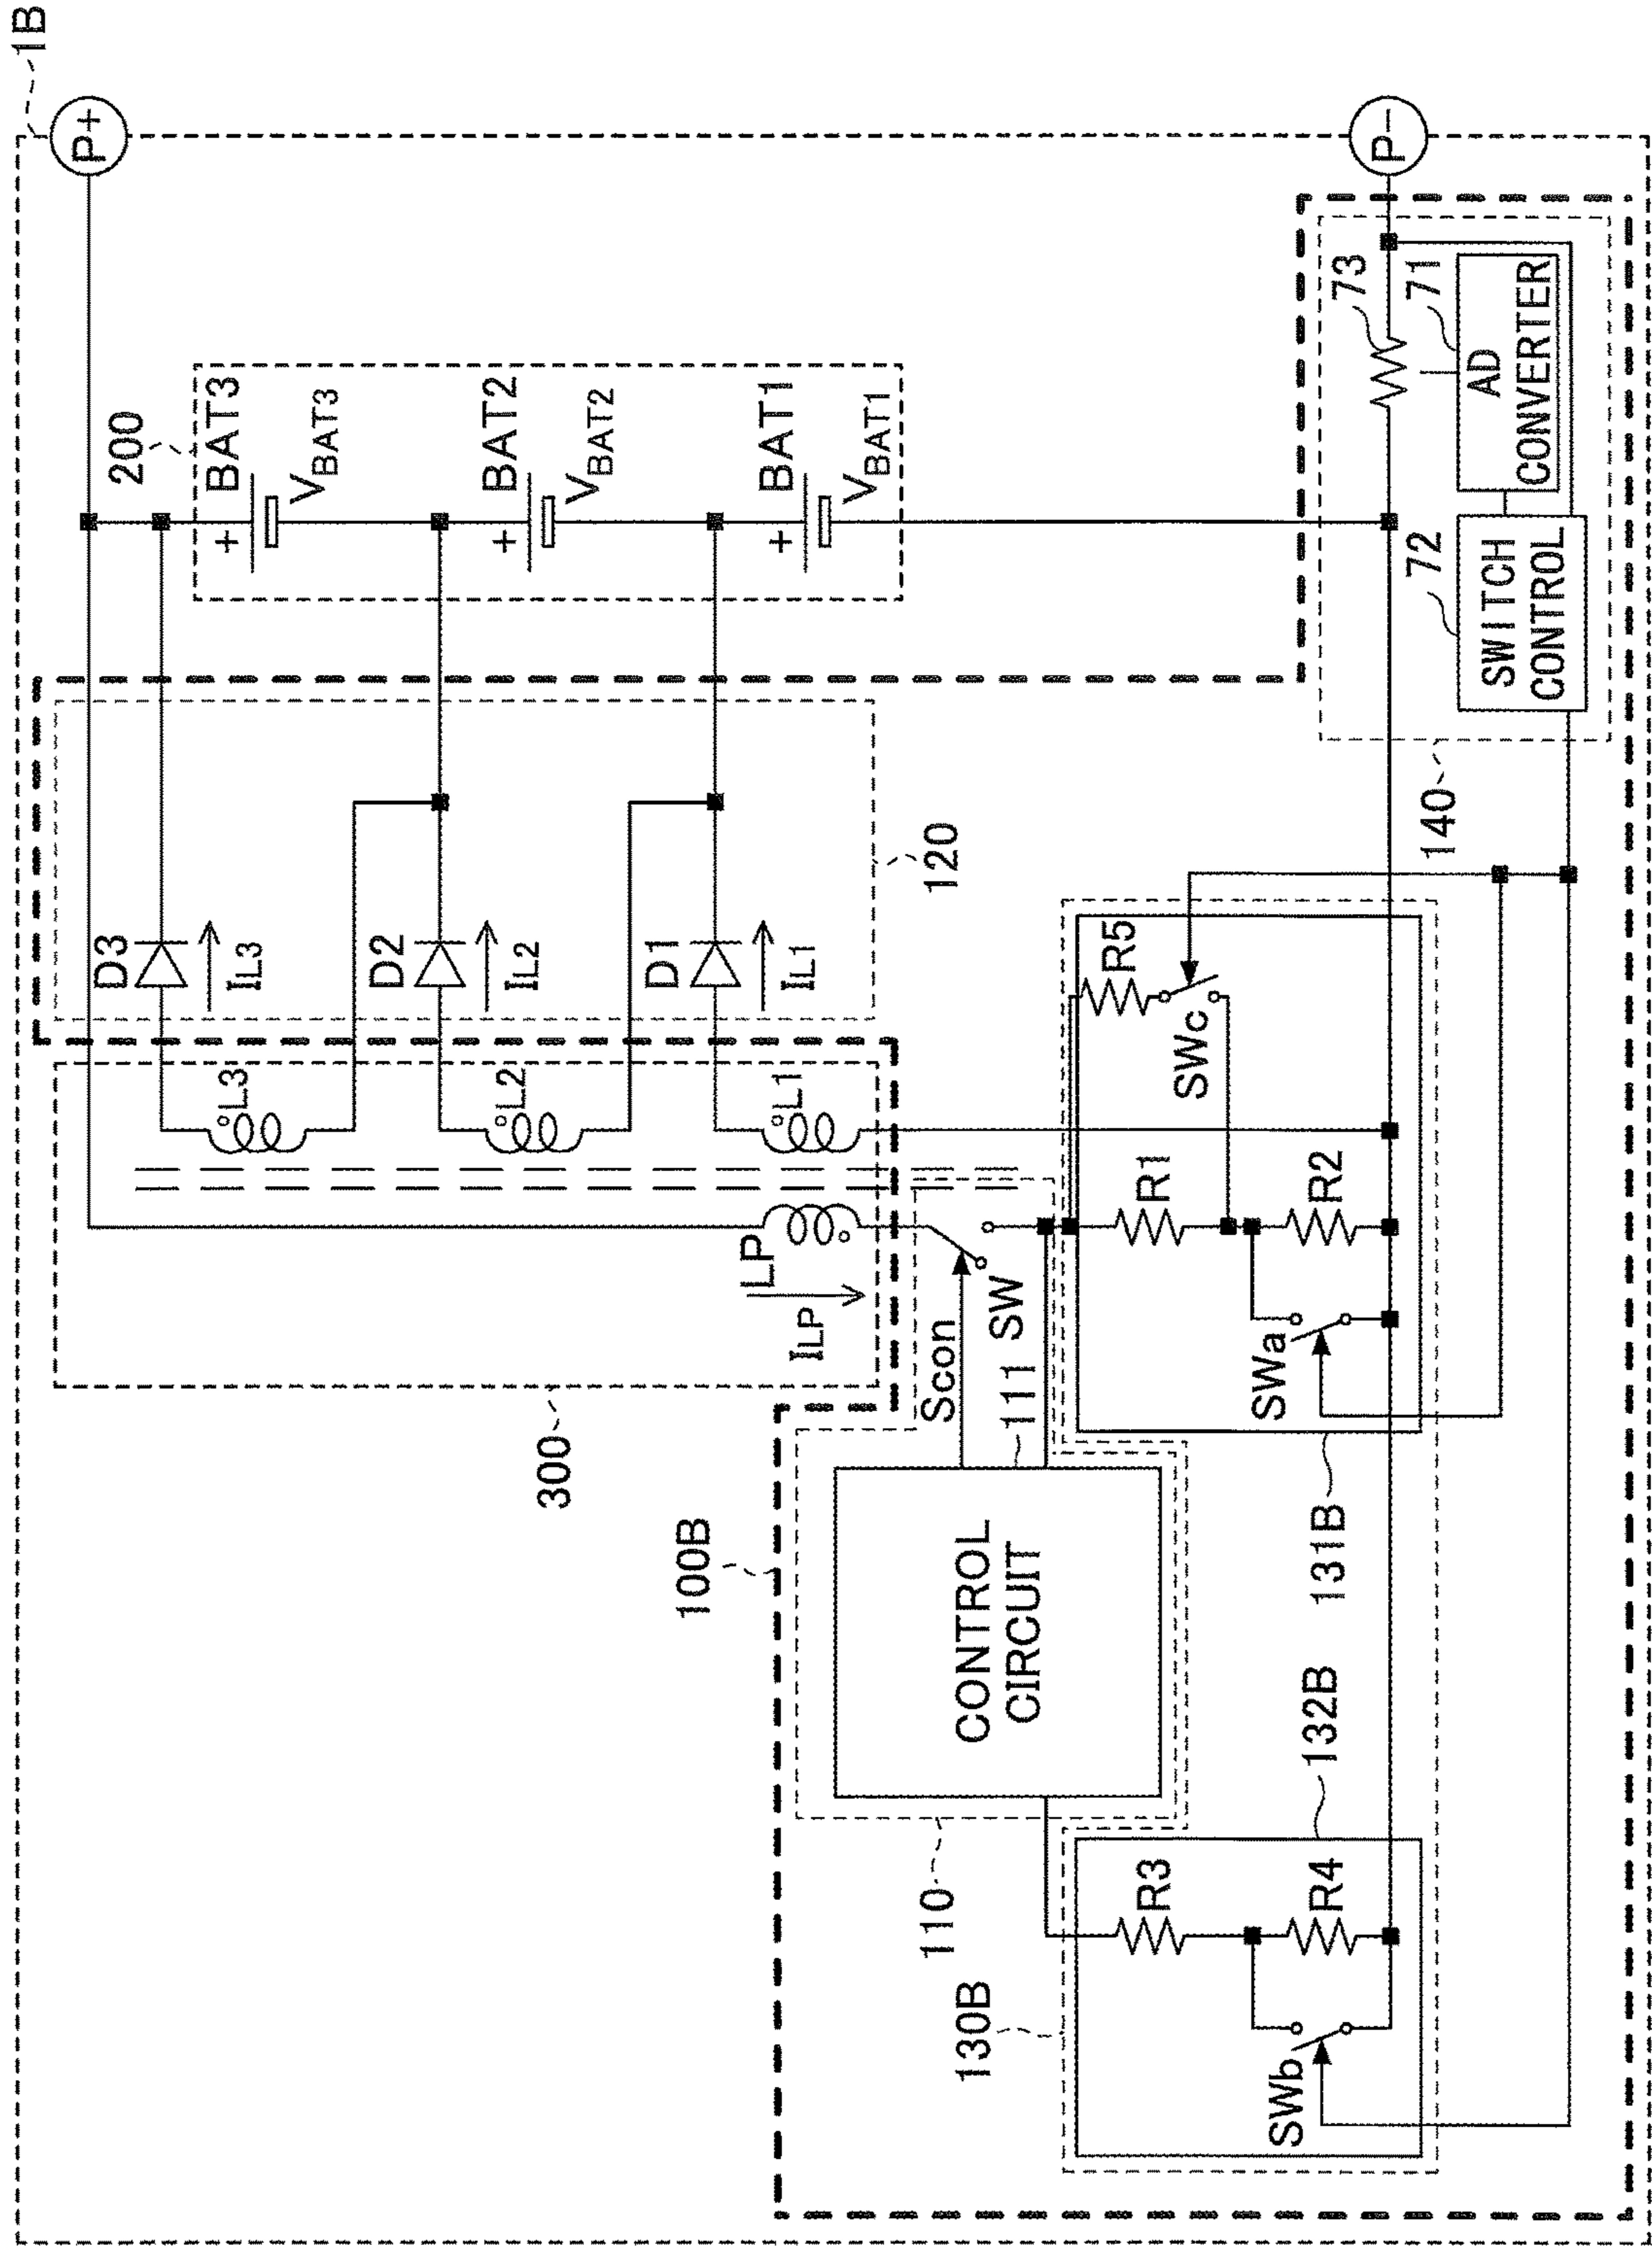 1B
P+
200
BAT3
+
VBAT3
BAT2
+
VBAT2
BAT1
+
VBAT1
P-
73
71
AD
CONVERTER
72
SWITCH
CONTROL
140
120
D3
IL3
D2
IL2
D1
IL1
L3
L2
L1
LP
ILP
300
Scon
SW
111
100B
CONTROL
CIRCUIT
110
R5
SWc
R1
R2
SWa
131B
132B
R3
R4
SWb
130B